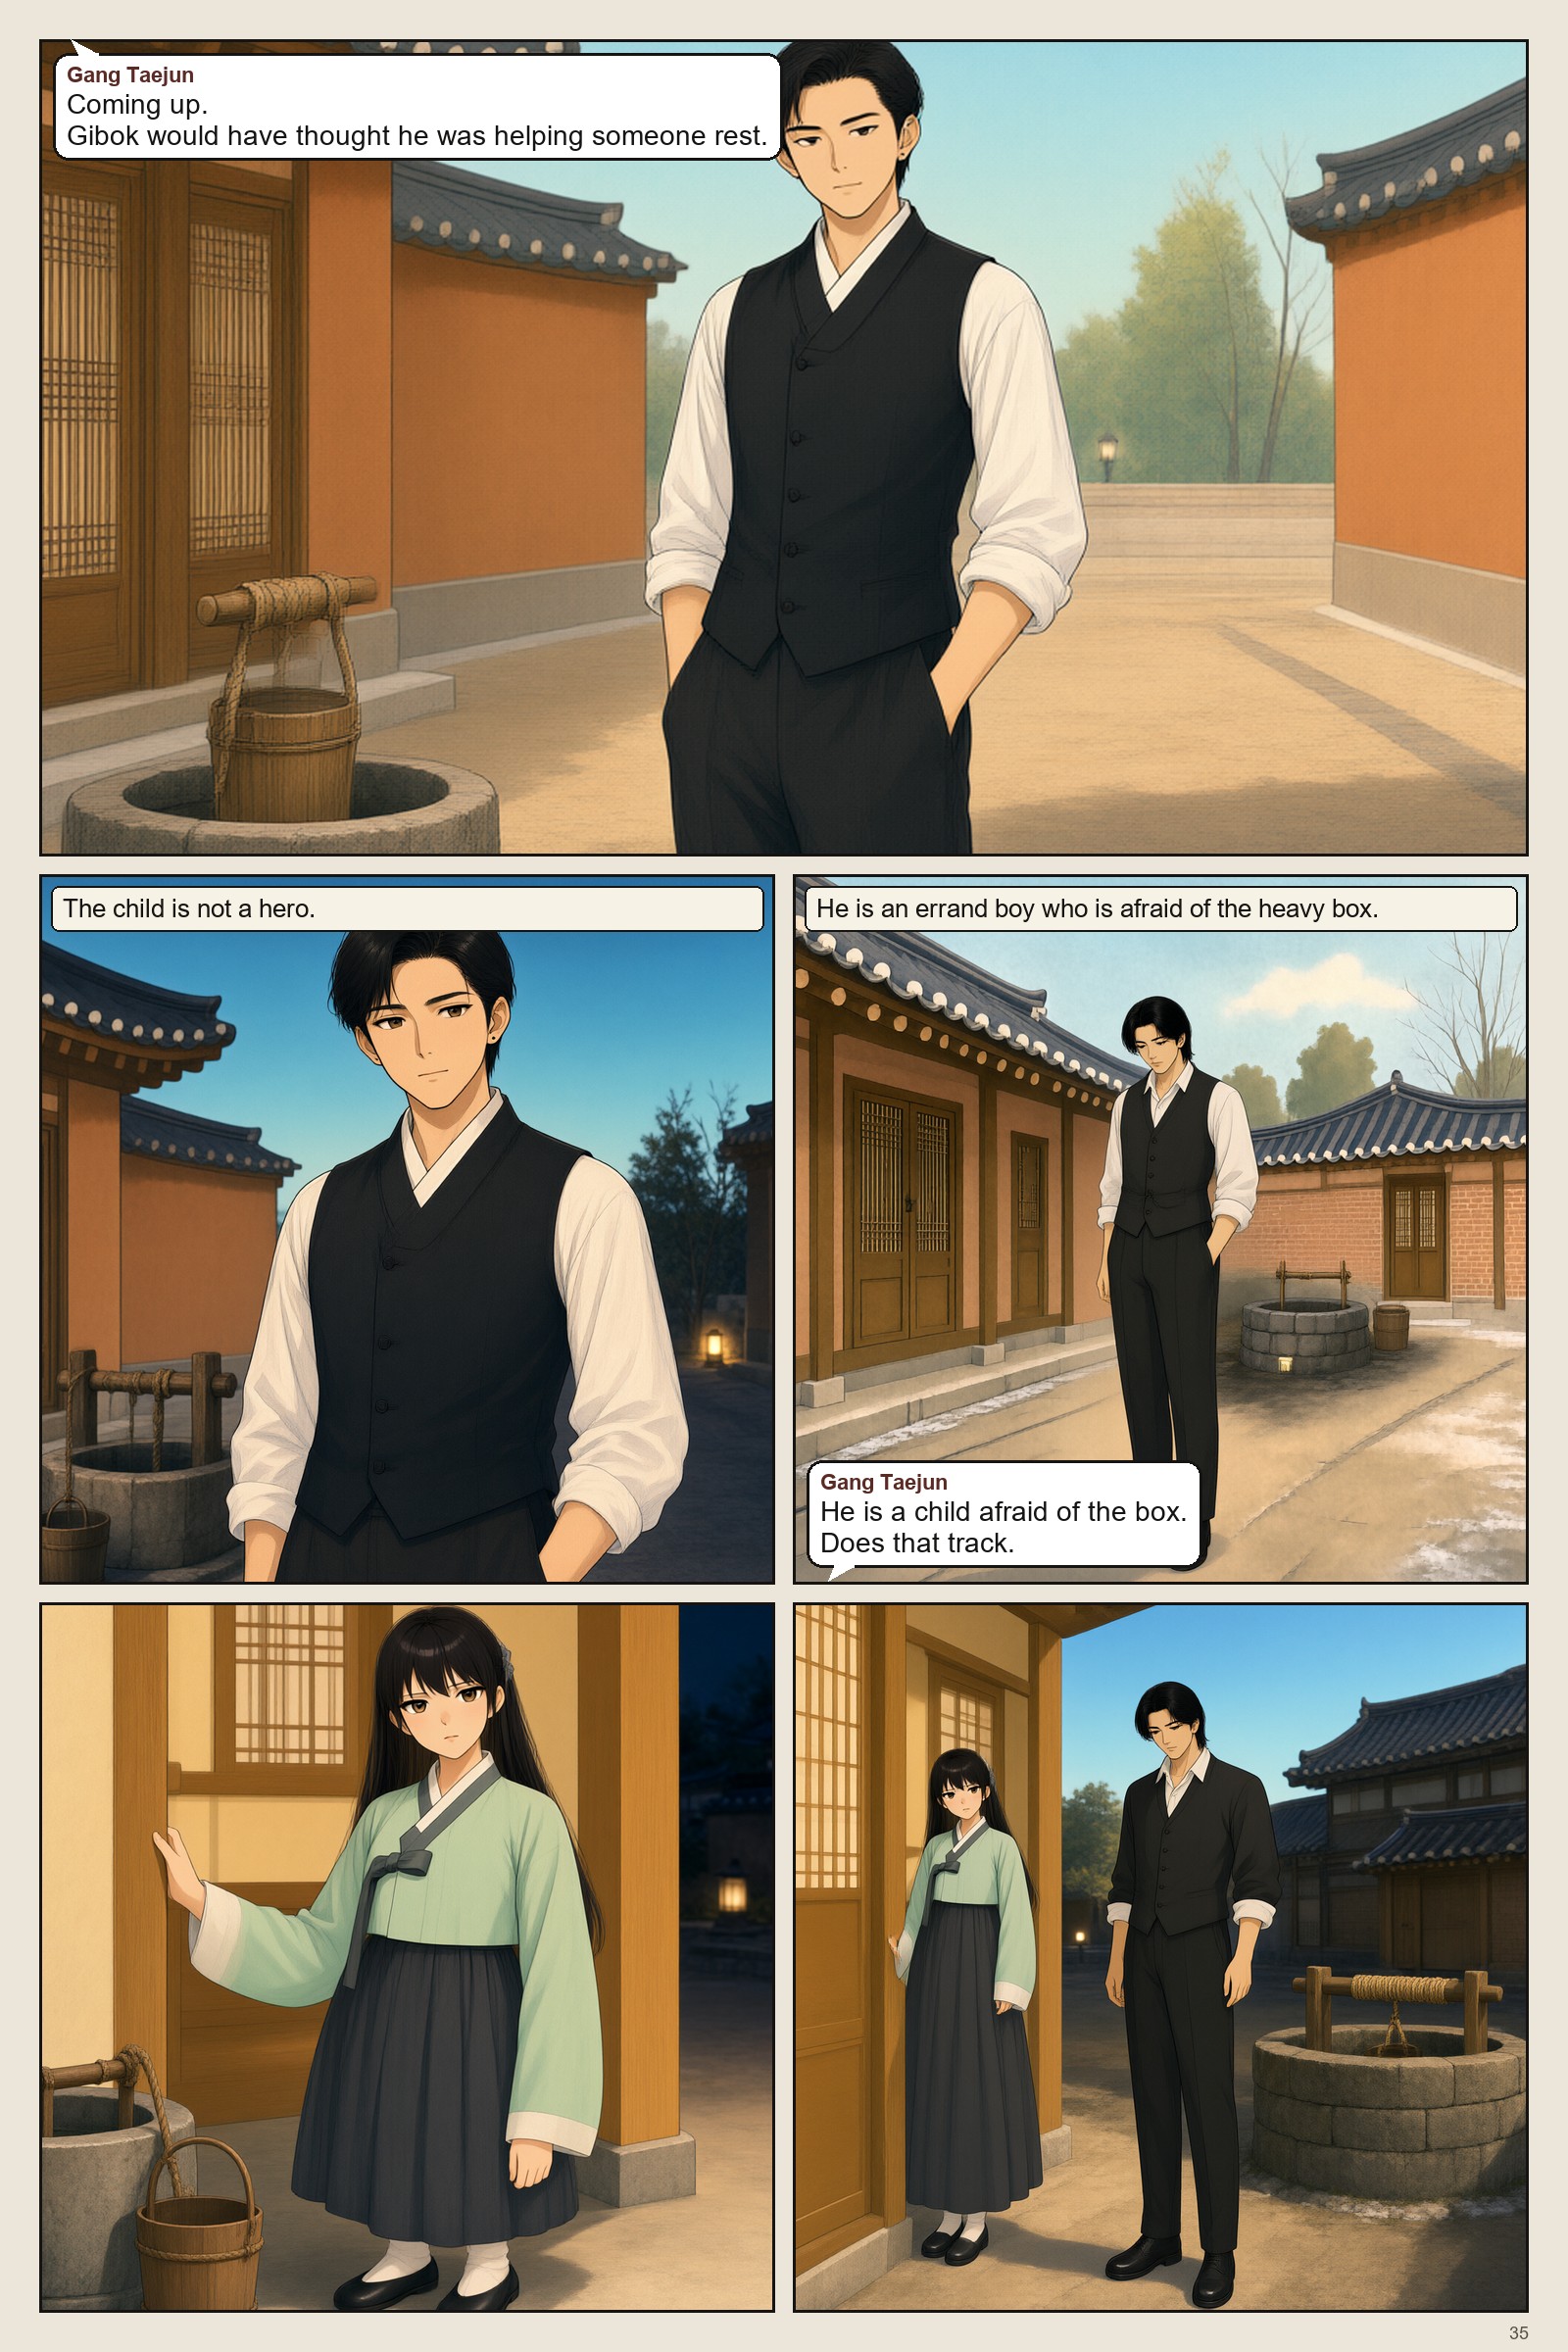 Gang Taejun
Coming up.
Gibok would have thought he was helping someone rest.
The child is not a hero.
He is an errand boy who is afraid of the heavy box.
Gang Taejun
He is a child afraid of the box.
Does that track.
35